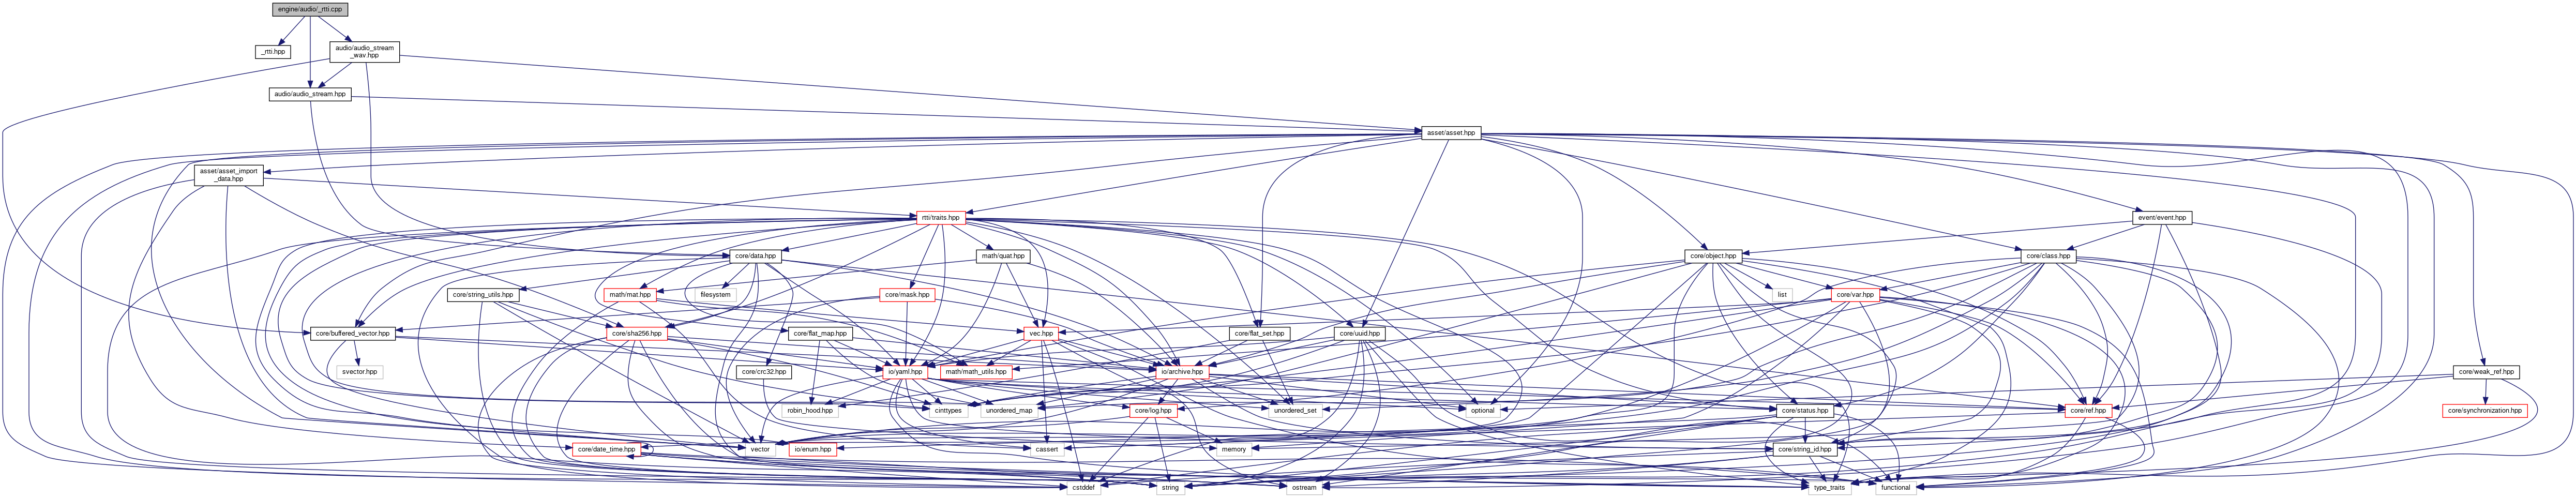 engine/audio/_rtti.cpp
_rtti.hpp
audio/audio_stream
_wav.hpp
audio/audio_stream.hpp
asset/asset.hpp
asset/asset_import
_data.hpp
rtti/traits.hpp
event/event.hpp
core/data.hpp
math/quat.hpp
core/object.hpp
core/class.hpp
core/string_utils.hpp
math/mat.hpp
filesystem
core/mask.hpp
list
core/var.hpp
core/buffered_vector.hpp
core/sha256.hpp
core/flat_map.hpp
vec.hpp
core/flat_set.hpp
core/uuid.hpp
svector.hpp
core/crc32.hpp
io/yaml.hpp
math/math_utils.hpp
io/archive.hpp
core/weak_ref.hpp
robin_hood.hpp
cinttypes
unordered_map
core/log.hpp
unordered_set
optional
core/status.hpp
core/ref.hpp
core/synchronization.hpp
core/date_time.hpp
vector
io/enum.hpp
cassert
memory
core/string_id.hpp
cstddef
string
ostream
type_traits
functional